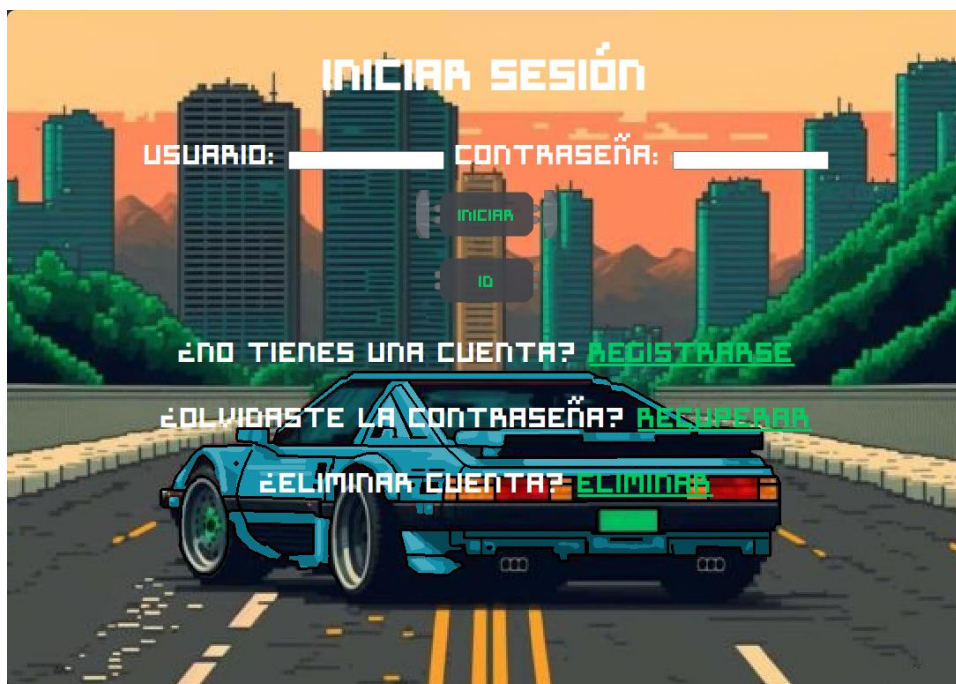 INICIAR SESIÓN
USUARIO: CONTRASEÑA:
INICIAR
ID
¿NO TIENES UNA CUENTA? REGISTRARSE
¿OLVIDASTE LA CONTRASEÑA? RECUPERAR
¿ELIMINAR CUENTA? ELIMINAR